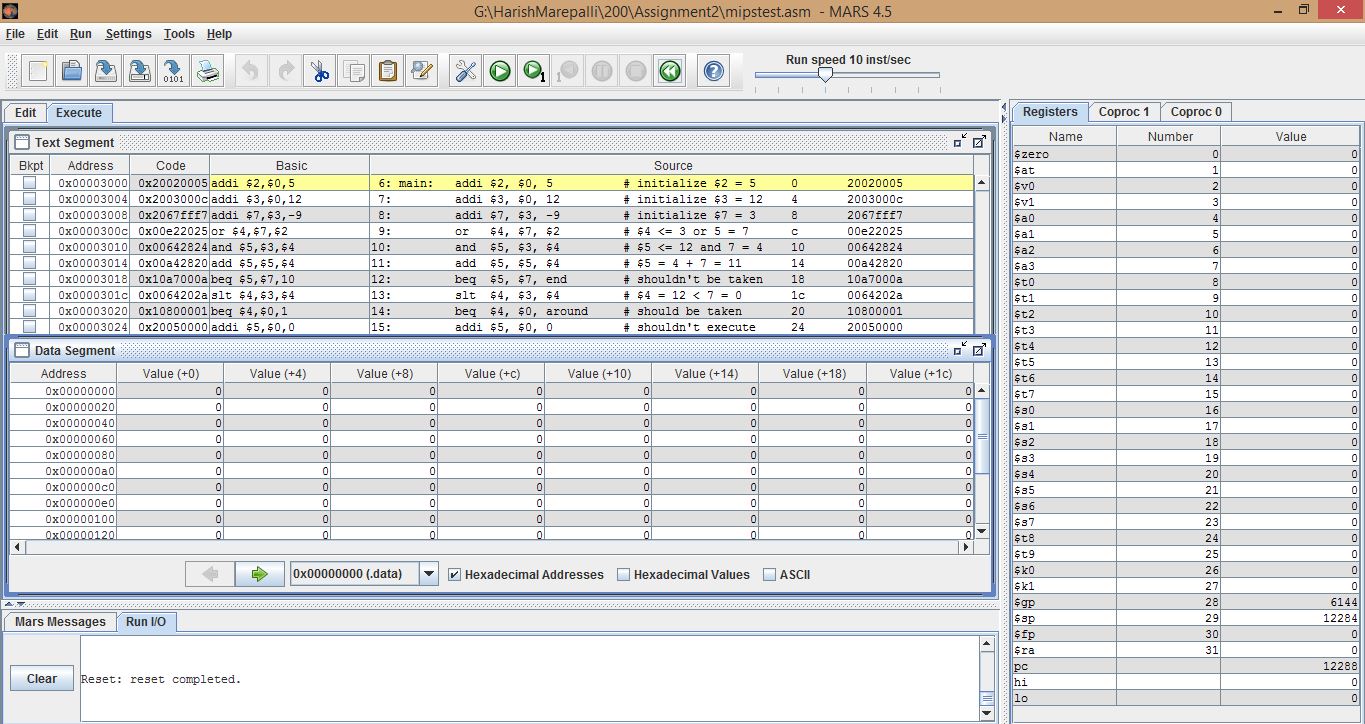 G:\HarishMarepalli\200\Assignment2\mipstest.asm - MARS 4.5
File Edit Run Settings Tools Help
Run speed 10 inst/sec
Edit Execute
Text Segment
Bkpt Address Code Basic Source
0x00003000 0x20020005 addi $2,$0,5 6: main: addi $2, $0, 5 # initialize $2 = 5 0 20020005
0x00003004 0x2003000c addi $3,$0,12 7: addi $3, $0, 12 # initialize $3 = 12 4 2003000c
0x00003008 0x2067fff7 addi $7,$3,-9 8: addi $7, $3, -9 # initialize $7 = 3 8 2067fff7
0x0000300c 0x00e22025 or $4,$7,$2 9: or $4, $7, $2 # $4 <= 3 or 5 = 7 c 00e22025
0x00003010 0x00642824 and $5,$3,$4 10: and $5, $3, $4 # $5 <= 12 and 7 = 4 10 00642824
0x00003014 0x00a42820 add $5,$5,$4 11: add $5, $5, $4 # $5 = 4 + 7 = 11 14 00a42820
0x00003018 0x10a7000a beq $5,$7,10 12: beq $5, $7, end # shouldn't be taken 18 10a7000a
0x0000301c 0x0064202a slt $4,$3,$4 13: slt $4, $3, $4 # $4 = 12 < 7 = 0 1c 0064202a
0x00003020 0x10800001 beq $4,$0,1 14: beq $4, $0, around # should be taken 20 10800001
0x00003024 0x20050000 addi $5,$0,0 15: addi $5, $0, 0 # shouldn't execute 24 20050000
Data Segment
Address Value (+0) Value (+4) Value (+8) Value (+c) Value (+10) Value (+14) Value (+18) Value (+1c)
0x00000000 0 0 0 0 0 0 0 0
0x00000020 0 0 0 0 0 0 0 0
0x00000040 0 0 0 0 0 0 0 0
0x00000060 0 0 0 0 0 0 0 0
0x00000080 0 0 0 0 0 0 0 0
0x000000a0 0 0 0 0 0 0 0 0
0x000000c0 0 0 0 0 0 0 0 0
0x000000e0 0 0 0 0 0 0 0 0
0x00000100 0 0 0 0 0 0 0 0
0x00000120 0 0 0 0 0 0 0 0
0x00000000 (.data) Hexadecimal Addresses Hexadecimal Values ASCII
Mars Messages Run I/O
Clear
Reset: reset completed.
Registers Coproc 1 Coproc 0
Name Number Value
$zero 0 0
$at 1 0
$v0 2 0
$v1 3 0
$a0 4 0
$a1 5 0
$a2 6 0
$a3 7 0
$t0 8 0
$t1 9 0
$t2 10 0
$t3 11 0
$t4 12 0
$t5 13 0
$t6 14 0
$t7 15 0
$s0 16 0
$s1 17 0
$s2 18 0
$s3 19 0
$s4 20 0
$s5 21 0
$s6 22 0
$s7 23 0
$t8 24 0
$t9 25 0
$k0 26 0
$k1 27 0
$gp 28 6144
$sp 29 12284
$fp 30 0
$ra 31 0
pc 12288
hi 0
lo 0